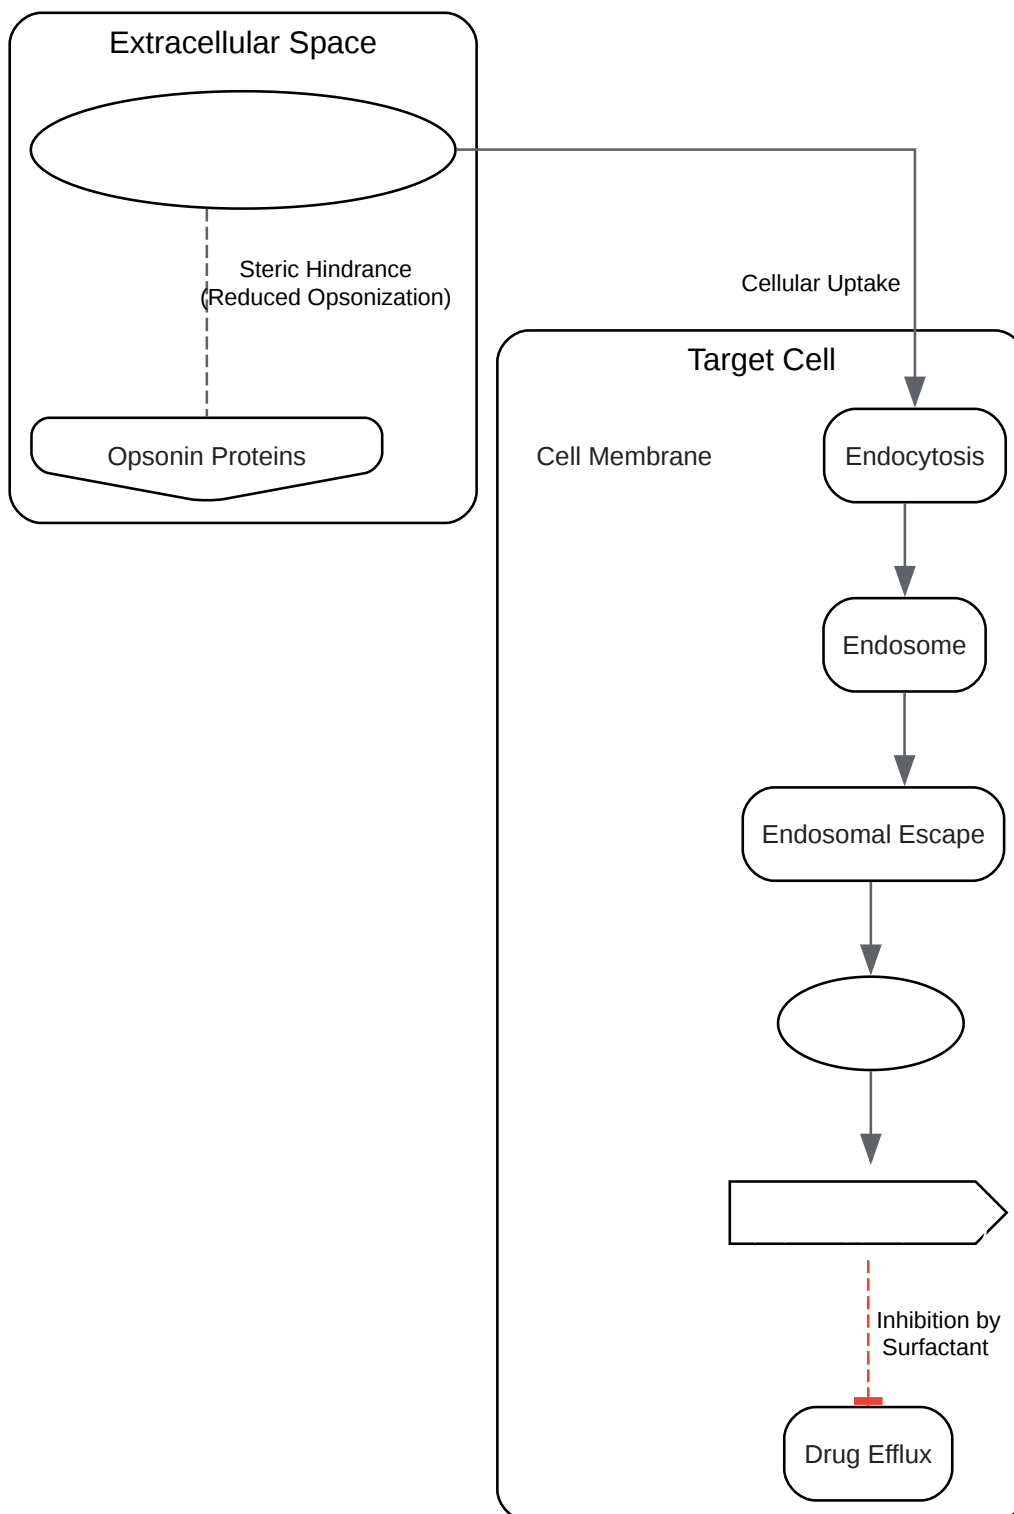 Extracellular Space
Steric Hindrance
(Reduced Opsonization)
Cellular Uptake
Target Cell
Opsonin Proteins
Cell Membrane
Endocytosis
Endosome
Endosomal Escape
Inhibition by
Surfactant
Drug Efflux